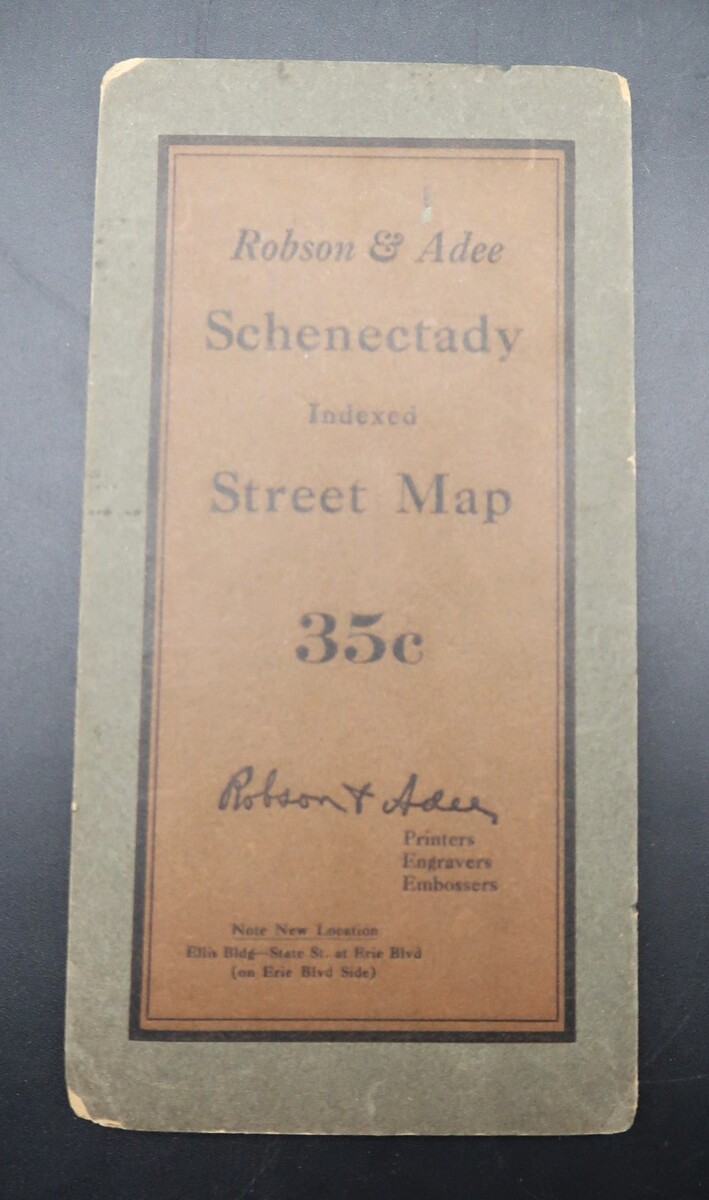 Robson & Adee
Schenectady
Indexed
Street Map
35c
Robson & Adee
Printers
Engravers
Embossers
Note New Location
Ellis Bldg—State St. at Erie Blvd
(on Erie Blvd Side)